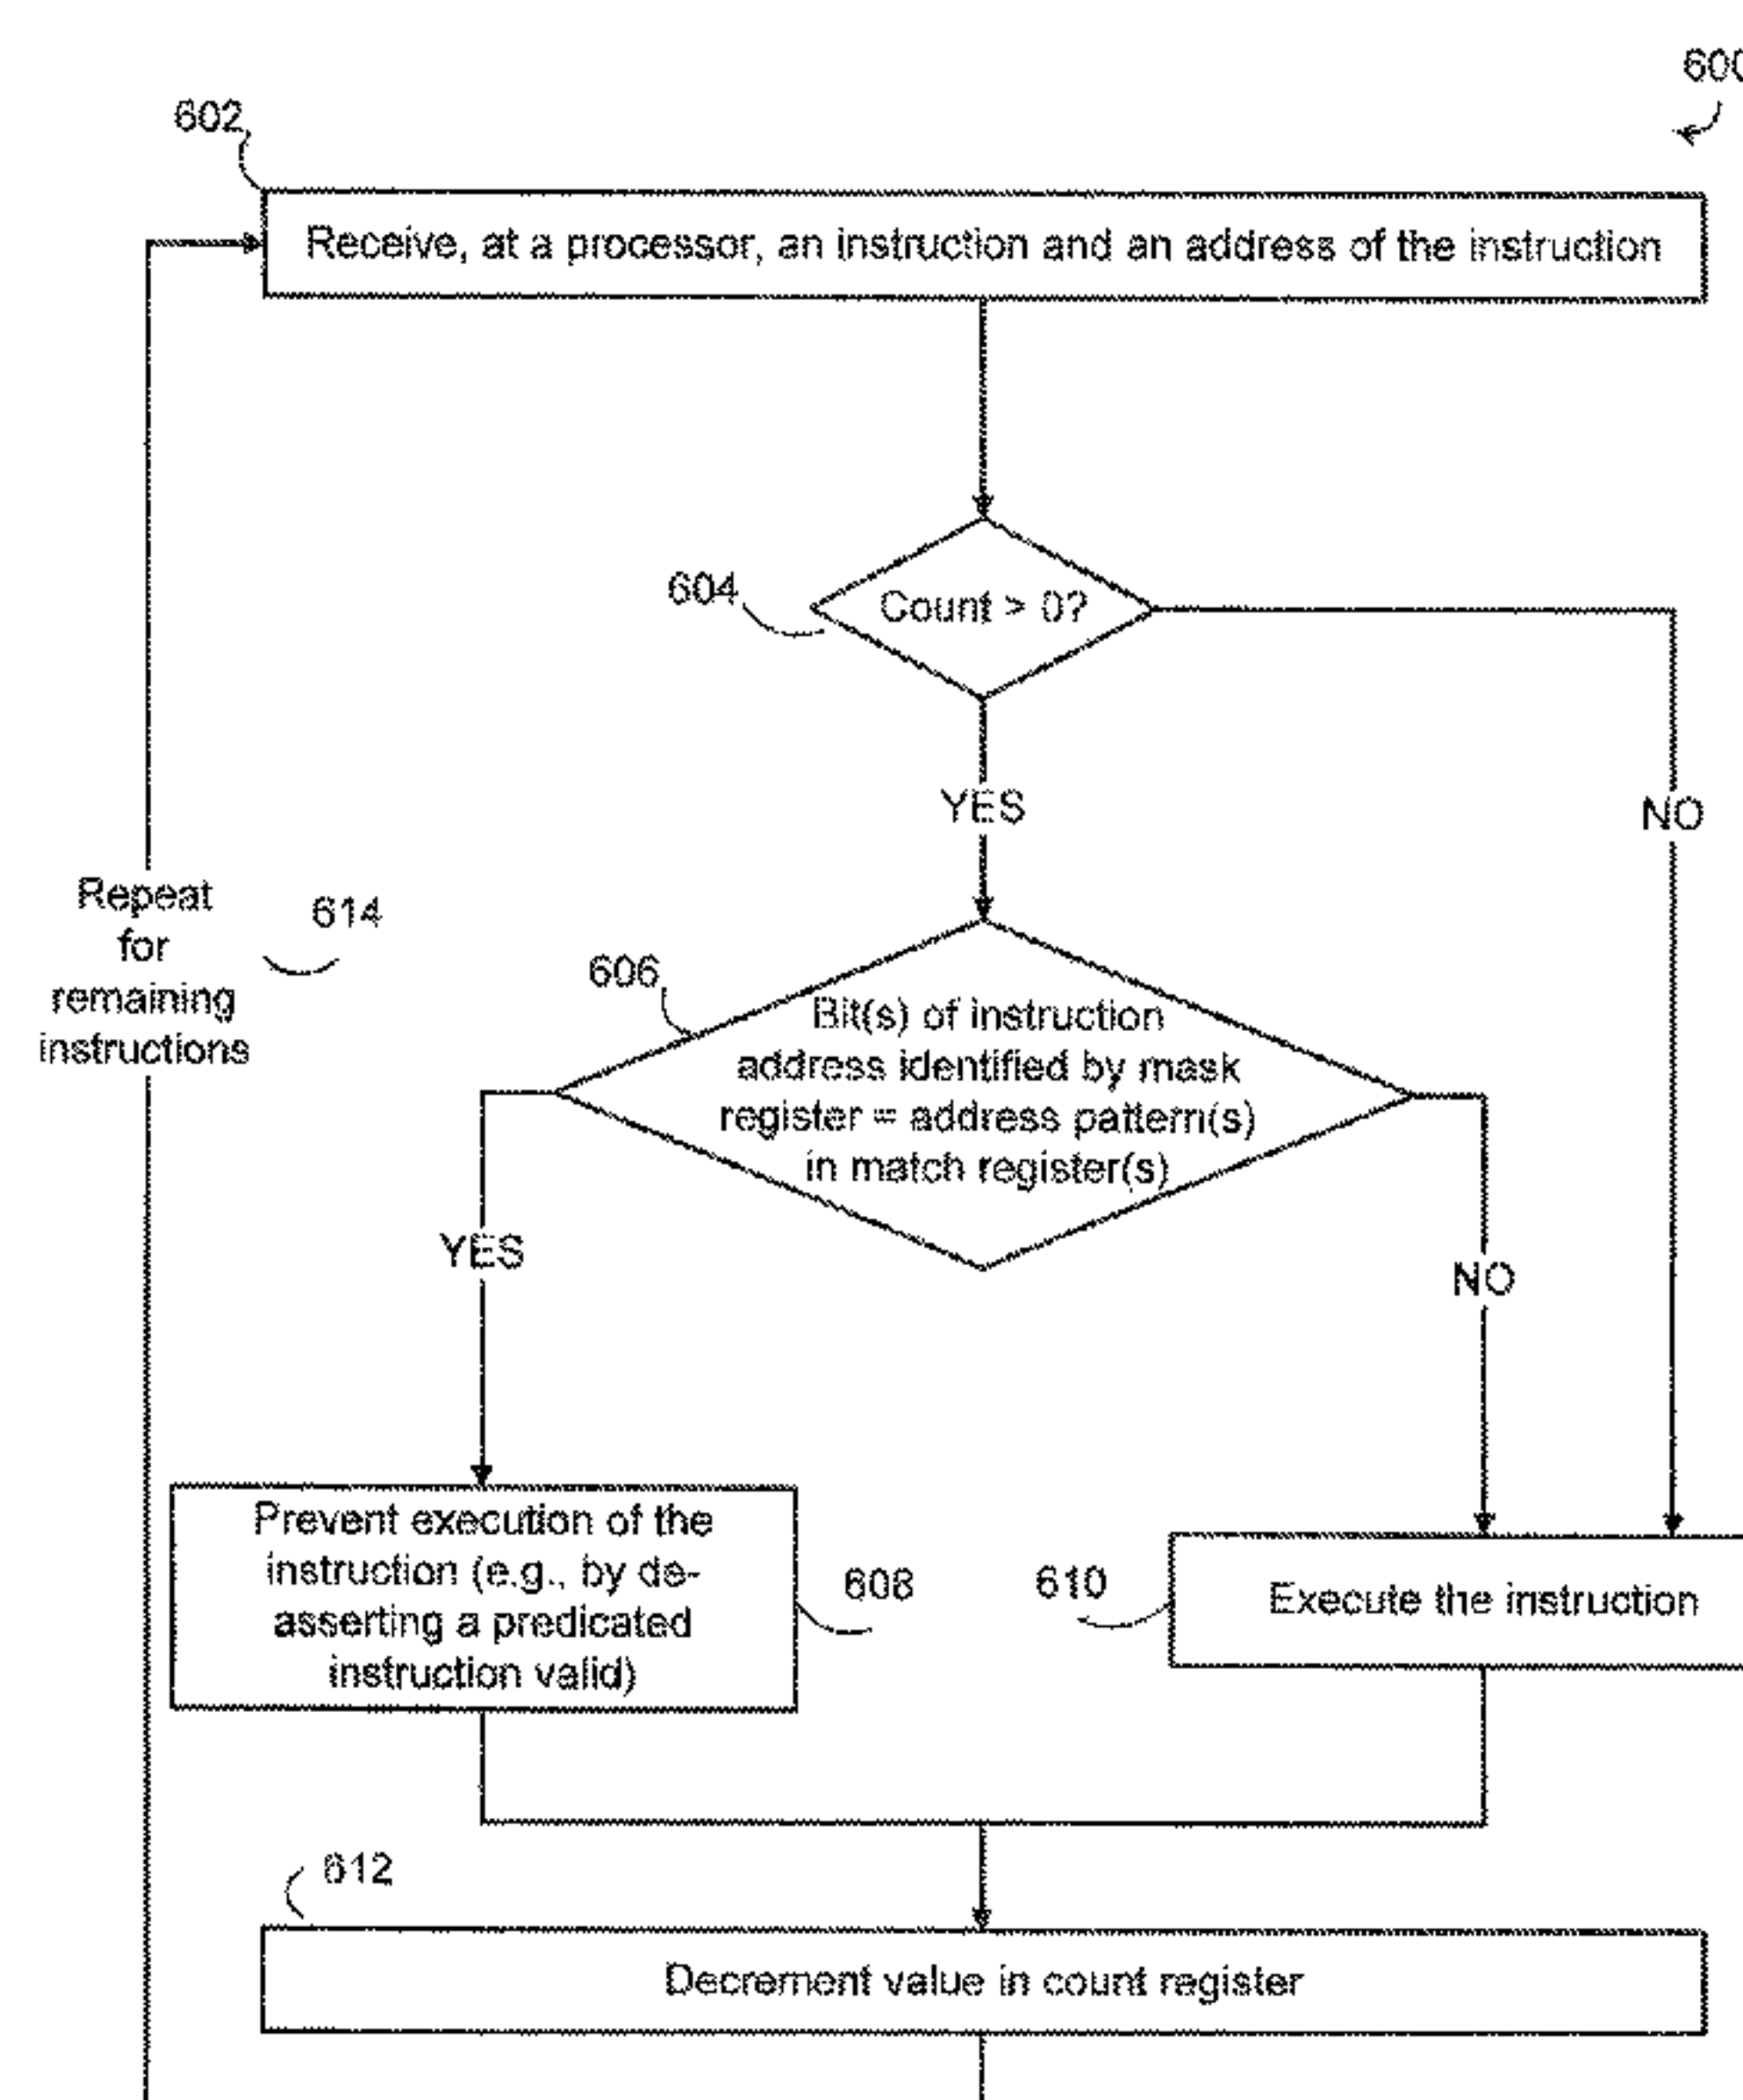 600
602
Receive, at a processor, an instruction and an address of the instruction
604
Count > 0?
YES
NO
Repeat
for
remaining
instructions
614
606
Bit(s) of instruction
address identified by mask
register = address pattern(s)
in match register(s)
YES
NO
Prevent execution of the
instruction (e.g., by de-
asserting a predicated
instruction valid)
608
610
Execute the instruction
612
Decrement value in count register